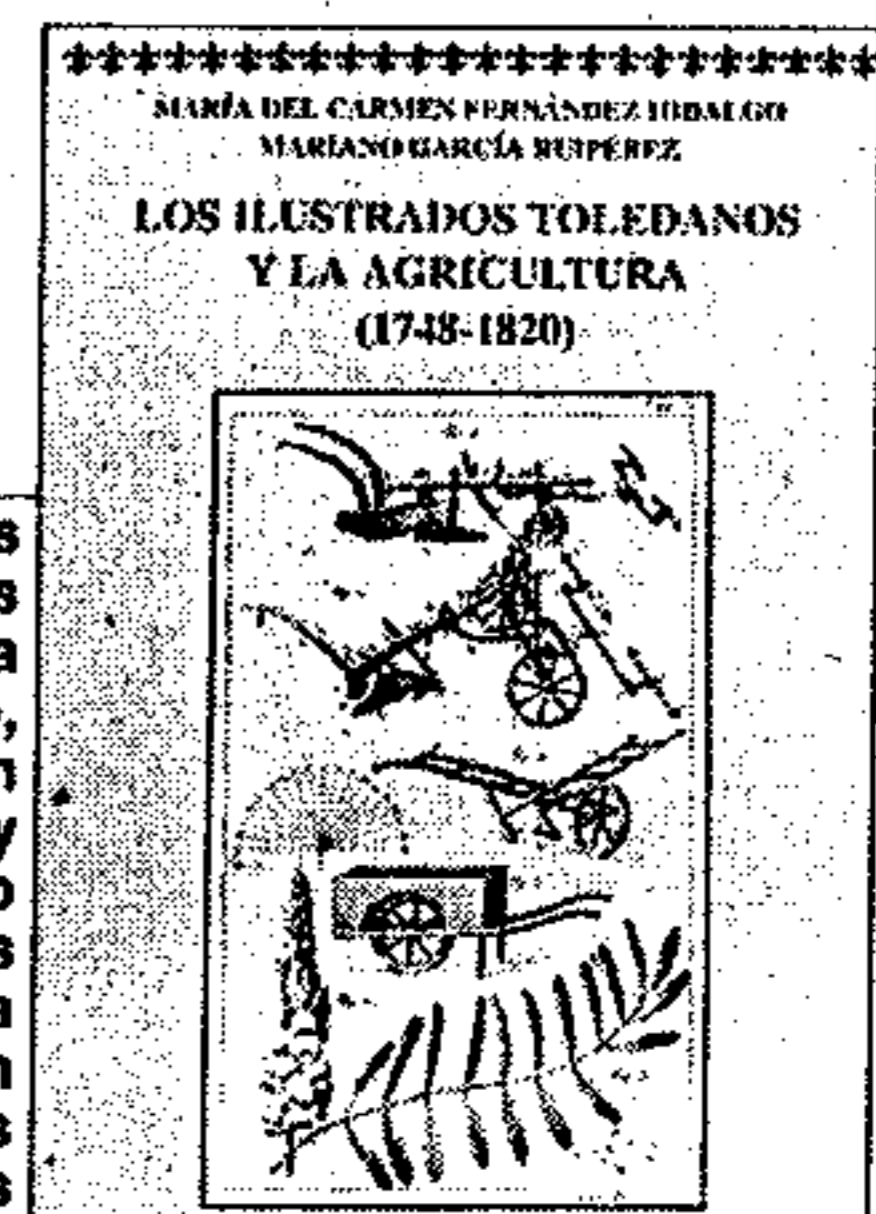 MARÍA DEL CARMEN FERNÁNDEZ HIDALGO
MARIANO GARCÍA RUIPÉREZ
LOS ILUSTRADOS TOLEDANOS
Y LA AGRICULTURA
(1748-1820)
s
s
a
,
n
y
o
s
a
n
e
s